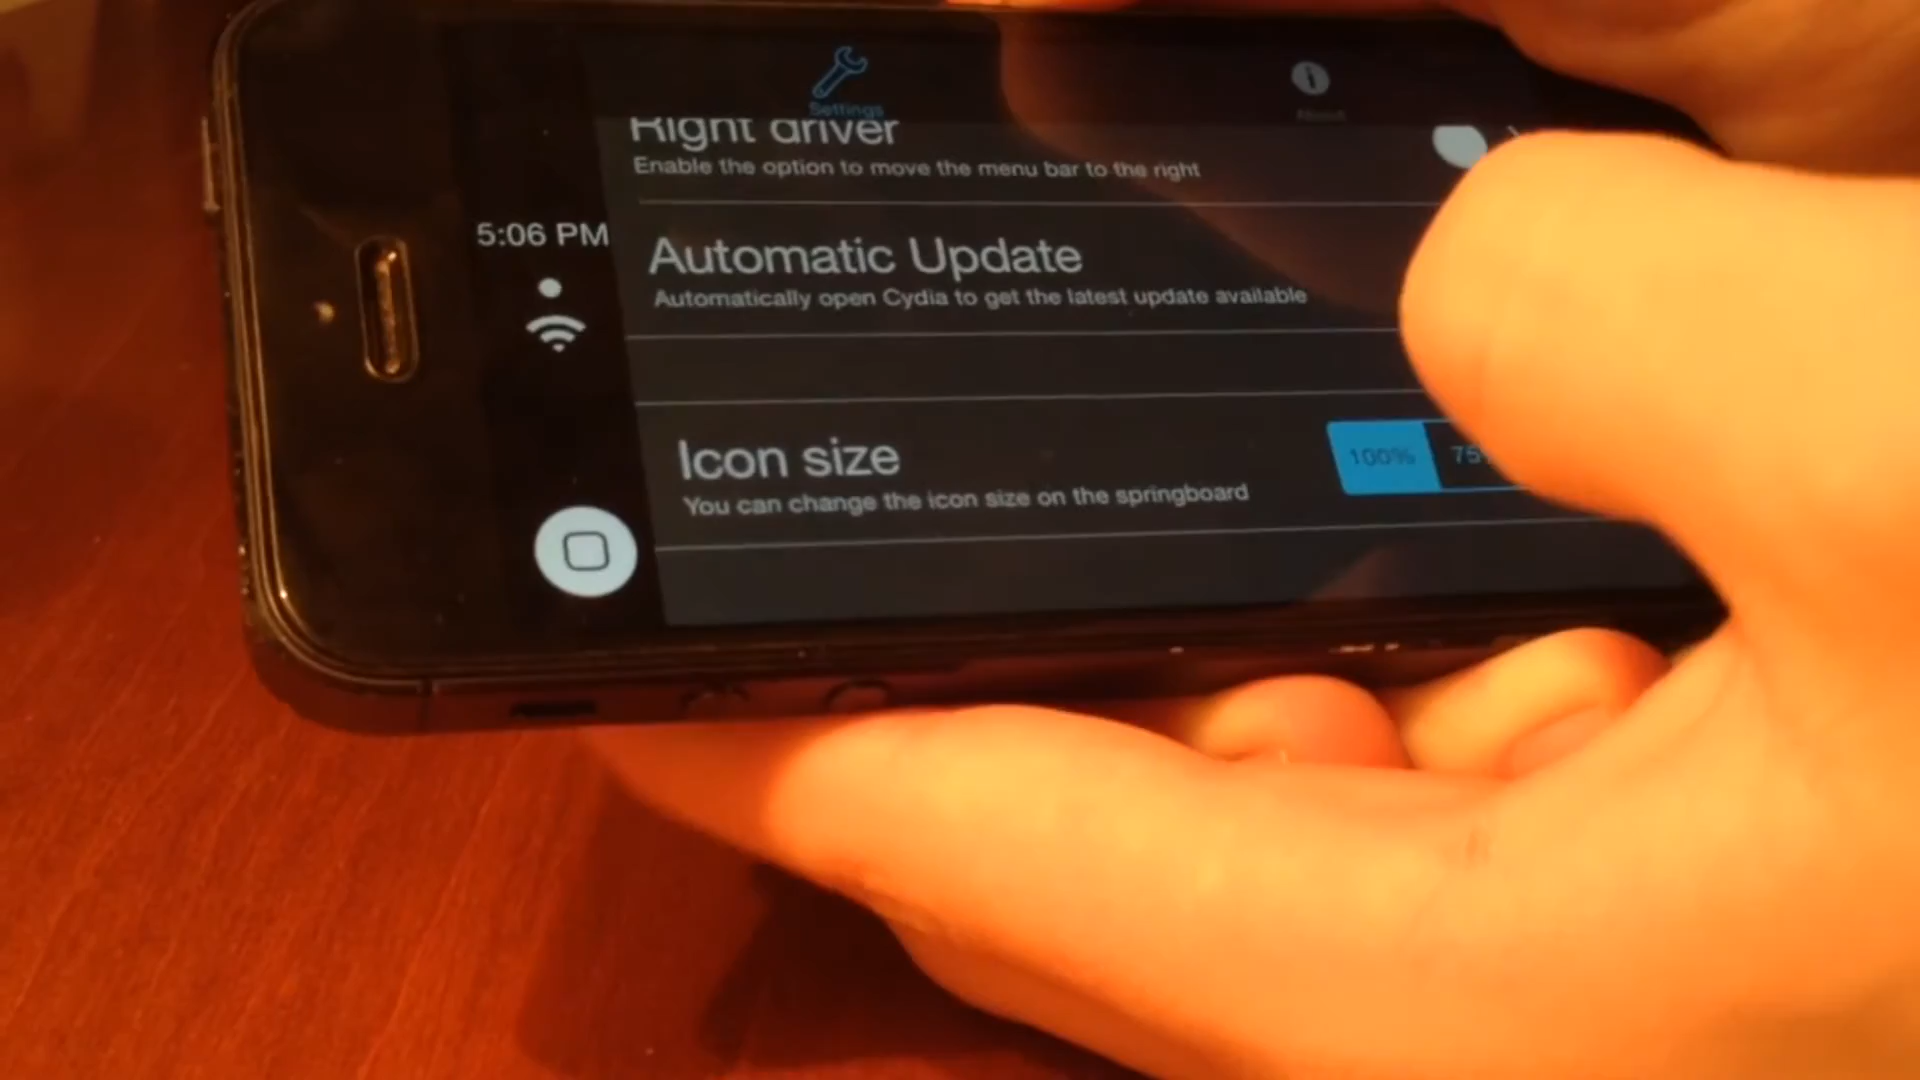 Settings
About
Right driver
Enable the option to move the menu bar to the right
5:06 PM
Automatic Update
Automatically open Cydia to get the latest update available
Icon size
100%
You can change the icon size on the springboard